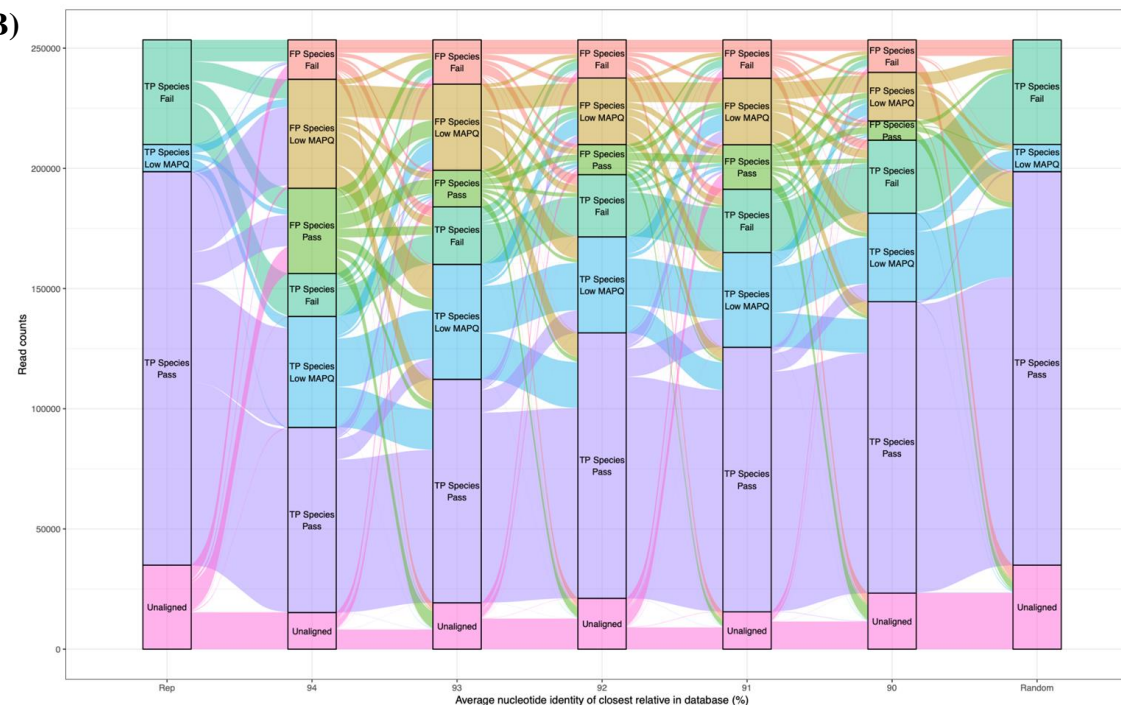 B)
250000
200000
150000
100000
50000
0
Read counts
TP Species
Fail
TP Species
Low MAPQ
TP Species
Pass
Unaligned
FP Species
Fail
FP Species
Low MAPQ
FP Species
Pass
TP Species
Fail
TP Species
Low MAPQ
TP Species
Pass
Unaligned
FP Species
Fail
FP Species
Low MAPQ
FP Species
Pass
TP Species
Fail
TP Species
Low MAPQ
TP Species
Pass
Unaligned
FP Species
Fail
FP Species
Low MAPQ
FP Species
Pass
TP Species
Fail
TP Species
Low MAPQ
TP Species
Pass
Unaligned
FP Species
Fail
FP Species
Low MAPQ
FP Species
Pass
TP Species
Fail
TP Species
Low MAPQ
TP Species
Pass
Unaligned
FP Species
Fail
FP Species
Low MAPQ
FP Species
Pass
TP Species
Fail
TP Species
Low MAPQ
TP Species
Pass
Unaligned
TP Species
Fail
TP Species
Low MAPQ
TP Species
Pass
Unaligned
Rep 94 93 92 91 90 Random
Average nucleotide identity of closest relative in database (%)